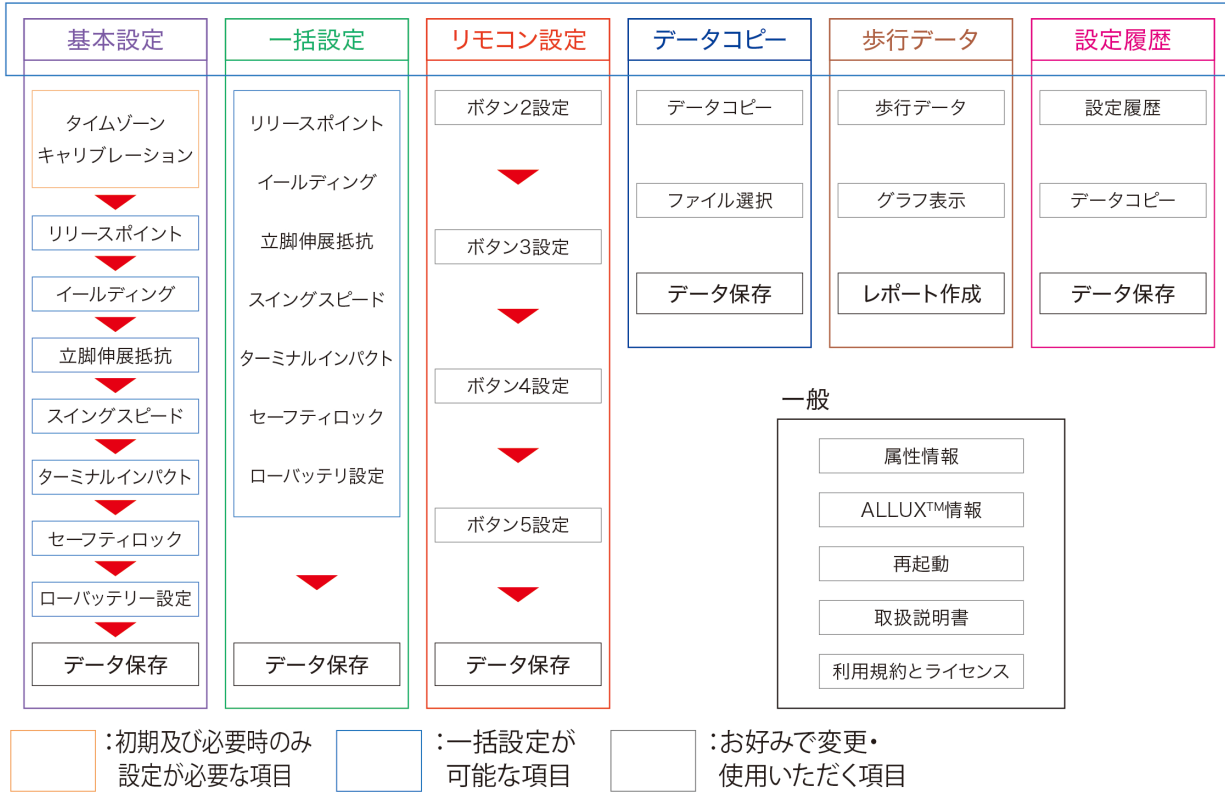 基本設定
タイムゾーン
キャリブレーション
リリースポイント
イールディング
立脚伸展抵抗
スイングスピード
ターミナルインパクト
セーフティロック
ローバッテリー設定
データ保存
一括設定
リリースポイント
イールディング
立脚伸展抵抗
スイングスピード
ターミナルインパクト
セーフティロック
ローバッテリ設定
データ保存
リモコン設定
ボタン2設定
ボタン3設定
ボタン4設定
ボタン5設定
データ保存
データコピー
データコピー
ファイル選択
データ保存
歩行データ
歩行データ
グラフ表示
レポート作成
設定履歴
設定履歴
データコピー
データ保存
一般
属性情報
ALLUX™情報
再起動
取扱説明書
利用規約とライセンス
:初期及び必要時のみ
設定が必要な項目
:一括設定が
可能な項目
:お好みで変更・
使用いただく項目